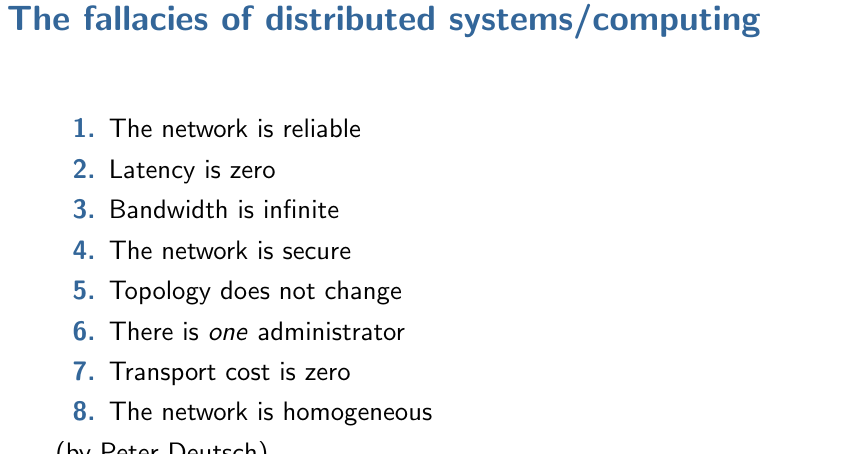 The fallacies of distributed systems/computing
1. The network is reliable
2. Latency is zero
3. Bandwidth is infinite
4. The network is secure
5. Topology does not change
6. There is one administrator
7. Transport cost is zero
8. The network is homogeneous
(by Peter Deutsch)